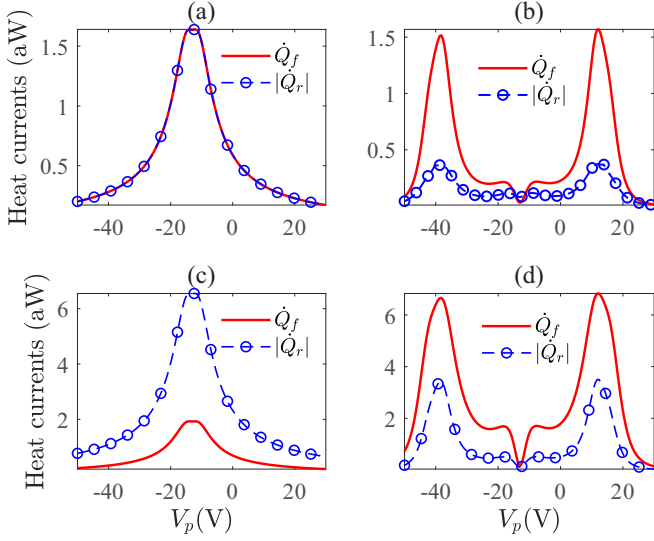 (a) (b)
Heat currents (aW)
1.5
1
0.5
Q̇_f
|Q̇_r|
-40 -20 0 20
1.5
1
0.5
Q̇_f
|Q̇_r|
-40 -20 0 20
(c) (d)
Heat currents (aW)
6
4
2
Q̇_f
|Q̇_r|
-40 -20 0 20
V_p(V)
6
4
2
Q̇_f
|Q̇_r|
-40 -20 0 20
V_p(V)